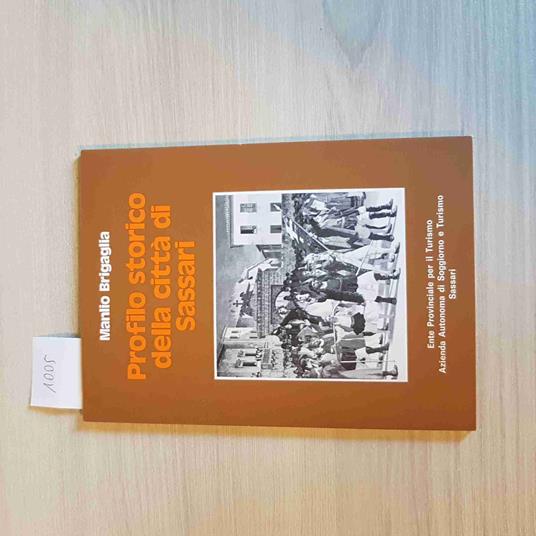 Manlio Brigaglia
Profilo storico
della città di
Sassari
Ente Provinciale per il Turismo
Azienda Autonoma di Soggiorno e Turismo
Sassari
1005